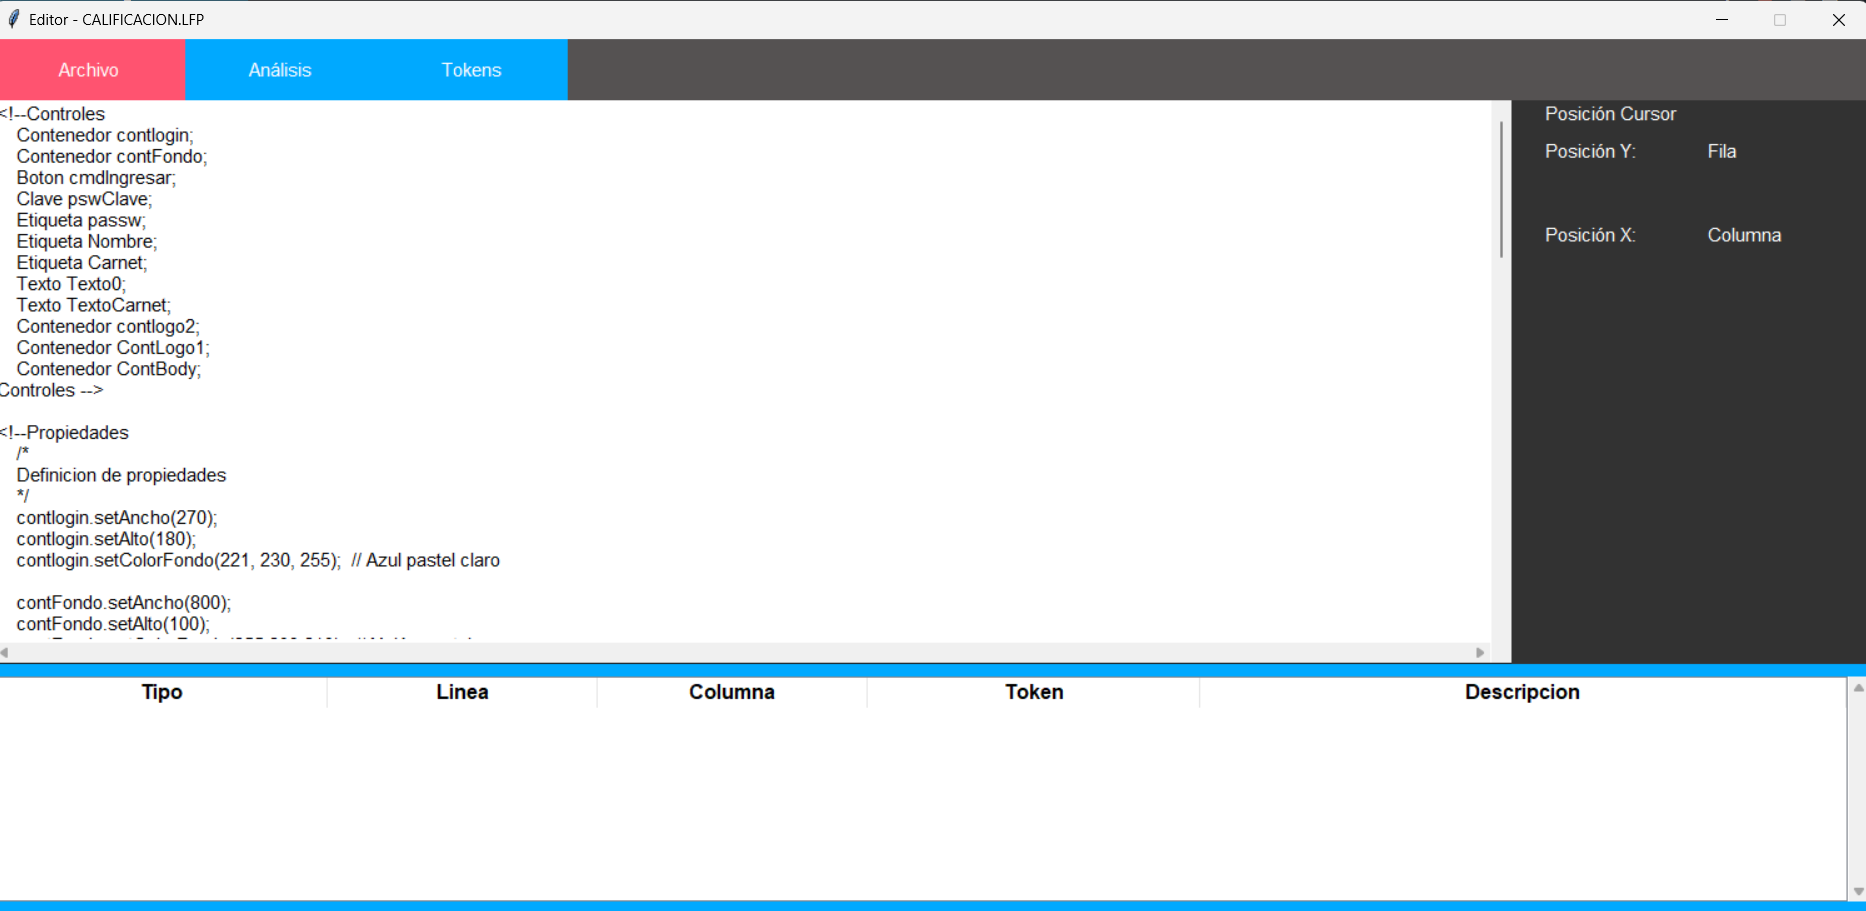 Editor - CALIFICACION.LFP
Archivo Análisis Tokens
<!--Controles
Contenedor contlogin;
Contenedor contFondo;
Boton cmdIngresar;
Clave pswClave;
Etiqueta passw;
Etiqueta Nombre;
Etiqueta Carnet;
Texto Texto0;
Texto TextoCarnet;
Contenedor contlogo2;
Contenedor ContLogo1;
Contenedor ContBody;
Controles -->
<!--Propiedades
/*
Definicion de propiedades
*/
contlogin.setAncho(270);
contlogin.setAlto(180);
contlogin.setColorFondo(221, 230, 255);  // Azul pastel claro
contFondo.setAncho(800);
contFondo.setAlto(100);
Posición Cursor
Posición Y: Fila
Posición X: Columna
Tipo Linea Columna Token Descripcion